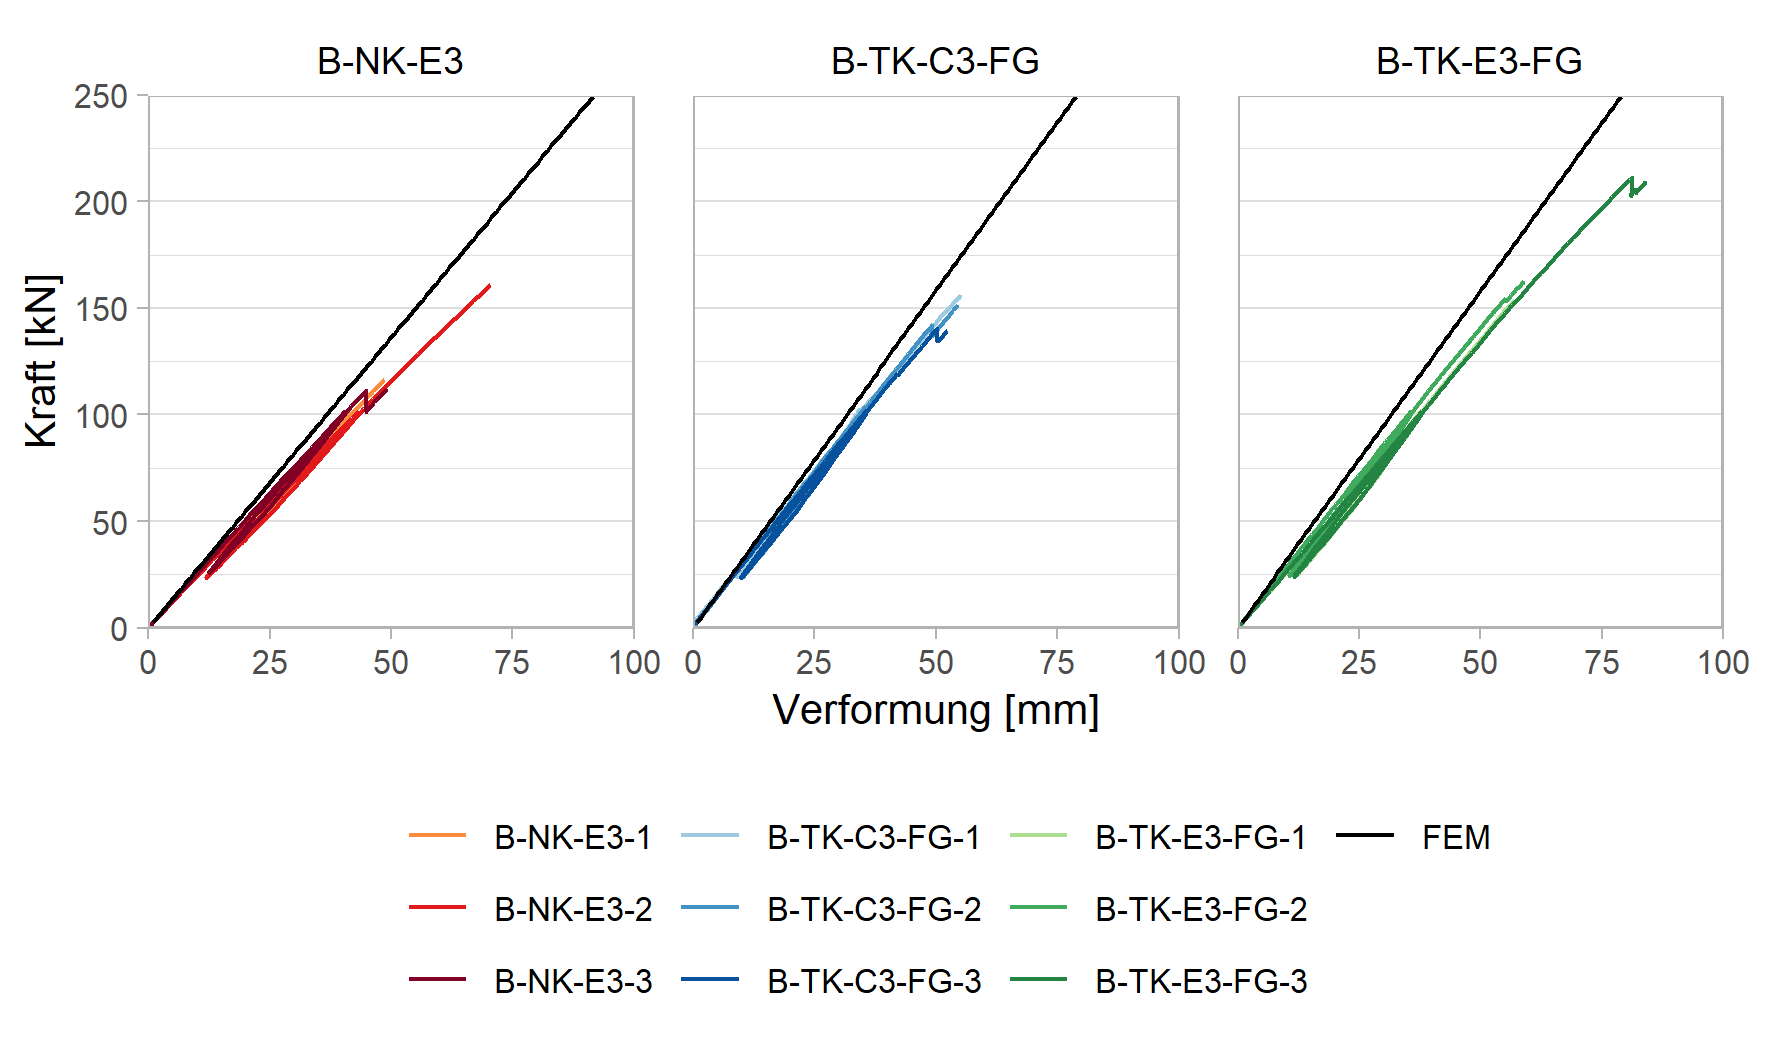 B-NK-E3 B-TK-C3-FG B-TK-E3-FG
250
200
150
100
50
0
Kraft [kN]
0 25 50 75 100 0 25 50 75 100 0 25 50 75 100
Verformung [mm]
B-NK-E3-1 B-TK-C3-FG-1 B-TK-E3-FG-1 FEM
B-NK-E3-2 B-TK-C3-FG-2 B-TK-E3-FG-2
B-NK-E3-3 B-TK-C3-FG-3 B-TK-E3-FG-3